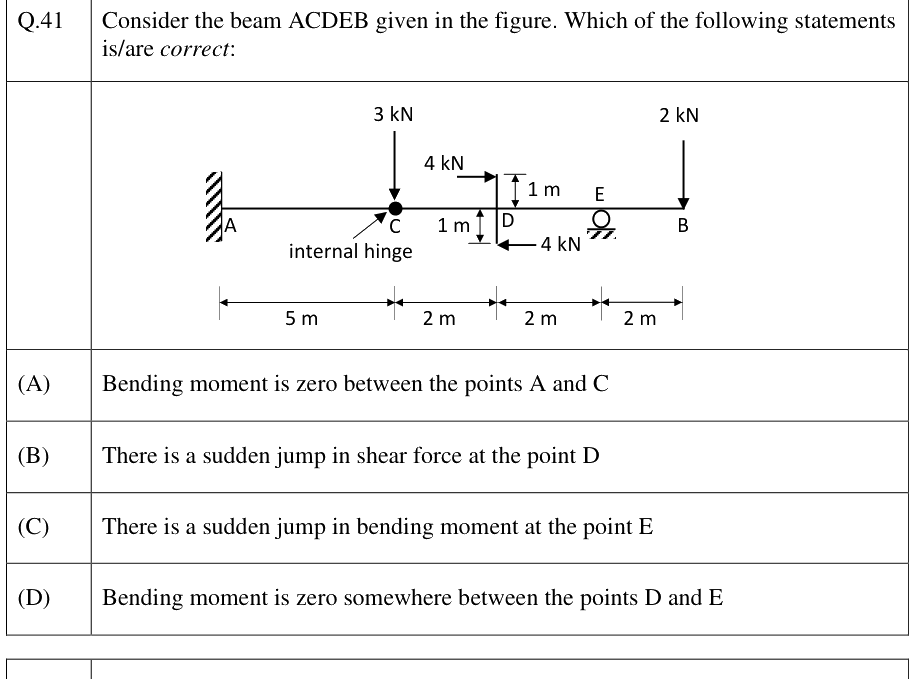 Q.41
Consider the beam ACDEB given in the figure. Which of the following statements
is/are correct:
3 kN
2 kN
4 kN
1 m
E
A
C
1 m
D
B
4 kN
internal hinge
5 m
2 m
2 m
2 m
(A)
Bending moment is zero between the points A and C
(B)
There is a sudden jump in shear force at the point D
(C)
There is a sudden jump in bending moment at the point E
(D)
Bending moment is zero somewhere between the points D and E